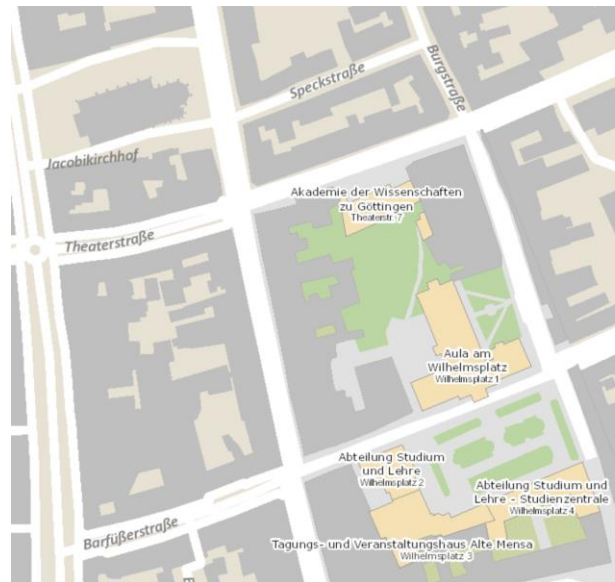 Burgstraße
Speckstraße
Jacobikirchhof
Akademie der Wissenschaften
zu Göttingen
Theaterstr. 7
Theaterstraße
Aula am
Wilhelmsplatz
Wilhelmsplatz 1
Abteilung Studium
und Lehre
Wilhelmsplatz 2
Abteilung Studium und
Lehre - Studienzentrale
Wilhelmsplatz 4
Barfüßerstraße
Tagungs- und Veranstaltungshaus Alte Mensa
Wilhelmsplatz 3